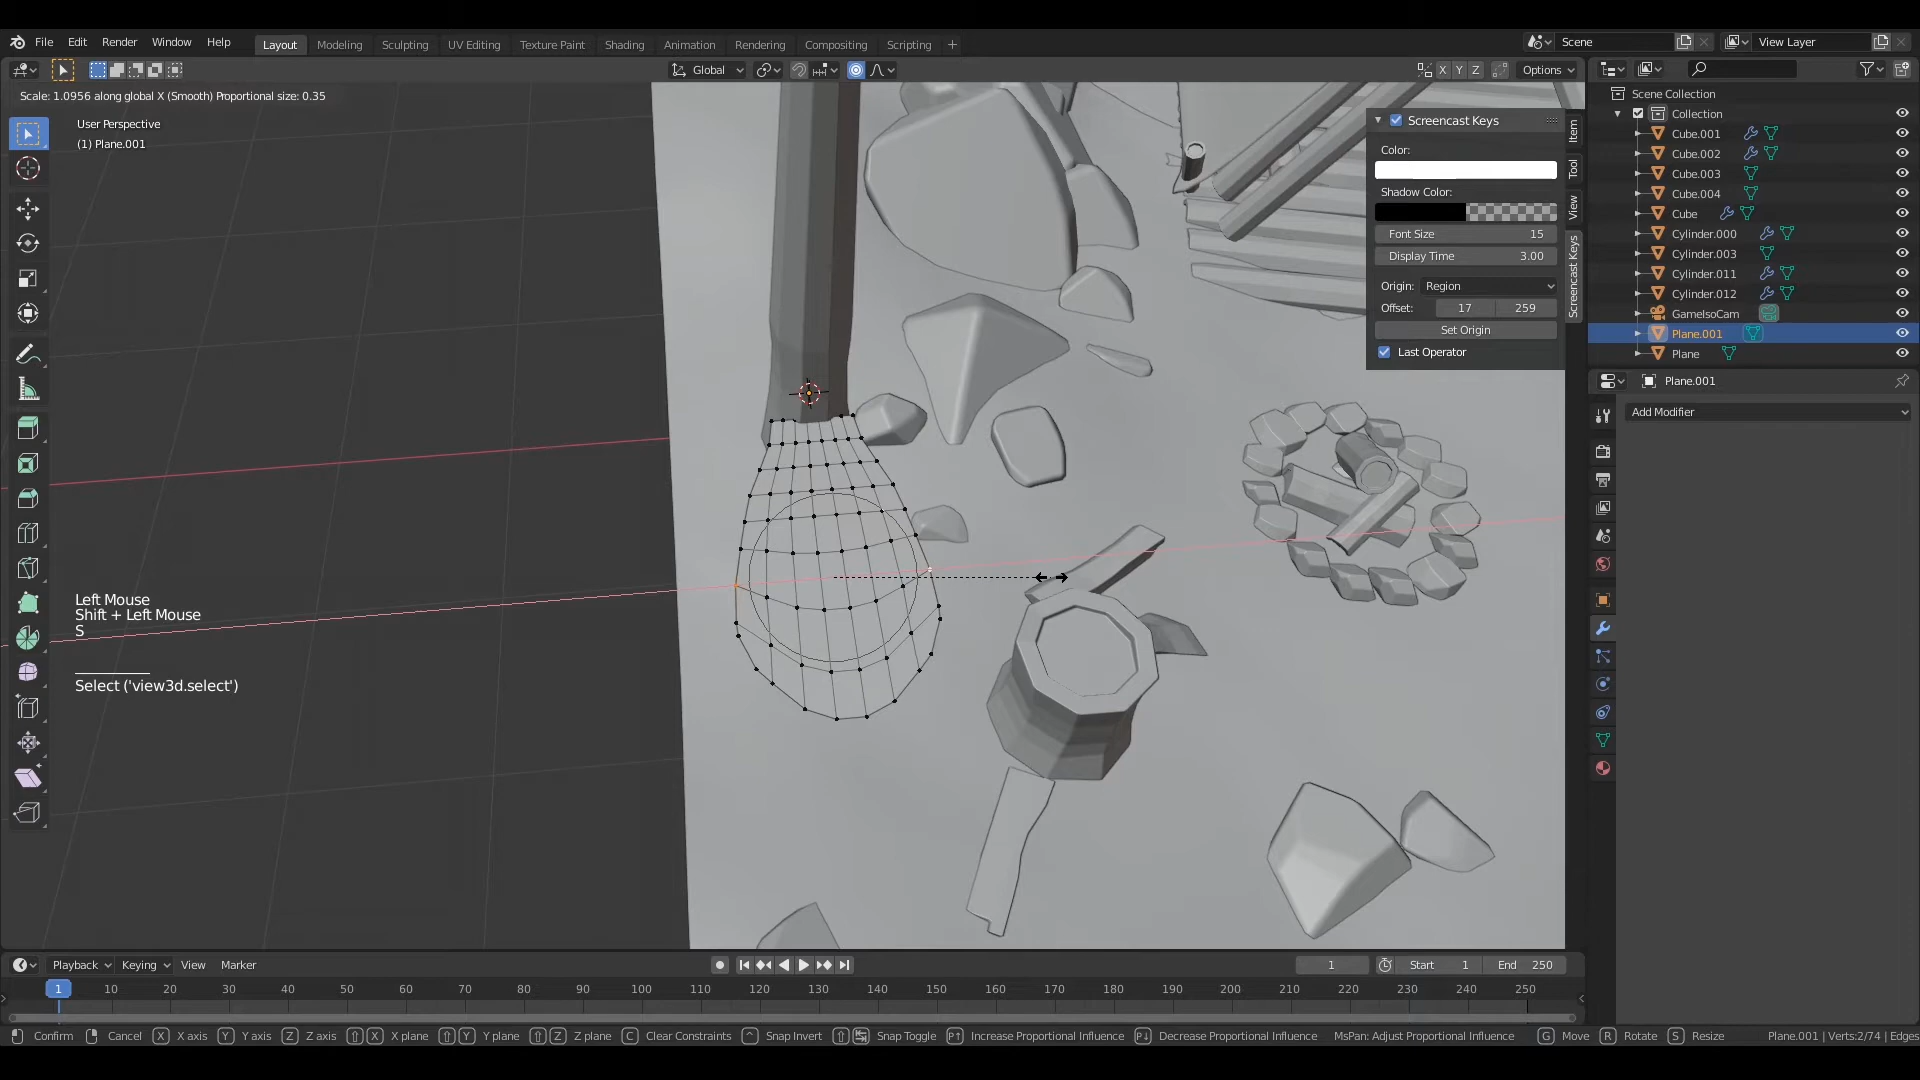 File Edit Render Window Help Layout Modeling Sculpting UV Editing Texture Paint Shading Animation Rendering Compositing Scripting + Scene View Layer
Global X Y Z Options
Scale: 1.0956 along global X (Smooth) Proportional size: 0.35
User Perspective
(1) Plane.001
Left Mouse
Shift + Left Mouse
S
Select ('view3d.select')
Screencast Keys
Color:
Shadow Color:
Font Size 15
Display Time 3.00
Origin: Region
Offset: 17 259
Set Origin
Last Operator
Item
Tool
View
Screencast Keys
Scene Collection
Collection
Cube.001
Cube.002
Cube.003
Cube.004
Cube
Cylinder.000
Cylinder.003
Cylinder.011
Cylinder.012
GameIsoCam
Plane.001
Plane
Plane.001
Add Modifier
Playback Keying View Marker 1 Start 1 End 250
1 10 20 30 40 50 60 70 80 90 100 110 120 130 140 150 160 170 180 190 200 210 220 230 240 250
Confirm Cancel X X axis Y Y axis Z Z axis X X plane Y Y plane Z Z plane C Clear Constraints Snap Invert Snap Toggle Increase Proportional Influence Decrease Proportional Influence MsPan: Adjust Proportional Influence G Move R Rotate S Resize Plane.001 | Verts:2/74 | Edges